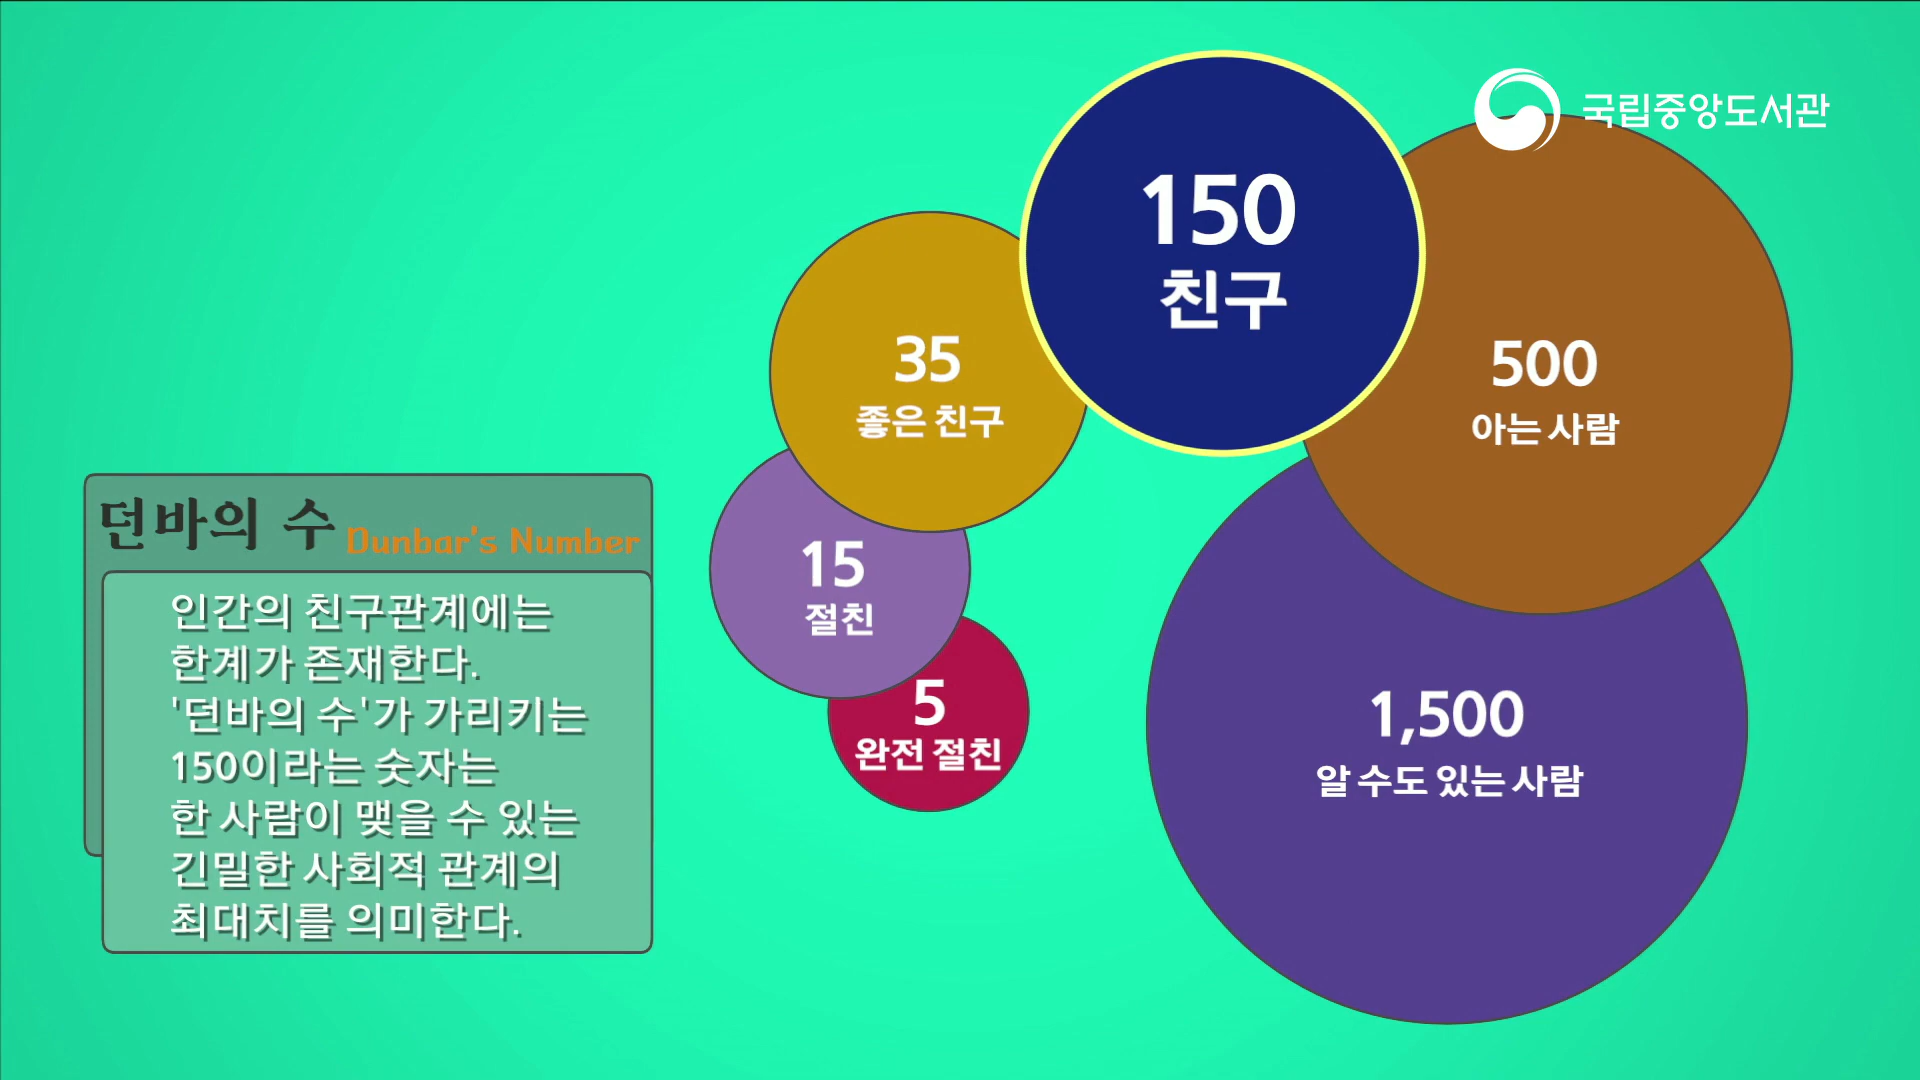 국립중앙도서관
던바의 수 Dunbar's Number
인간의 친구관계에는
한계가 존재한다.
'던바의 수'가 가리키는
150이라는 숫자는
한 사람이 맺을 수 있는
긴밀한 사회적 관계의
최대치를 의미한다.
5
완전 절친
15
절친
35
좋은 친구
150
친구
500
아는 사람
1,500
알 수도 있는 사람